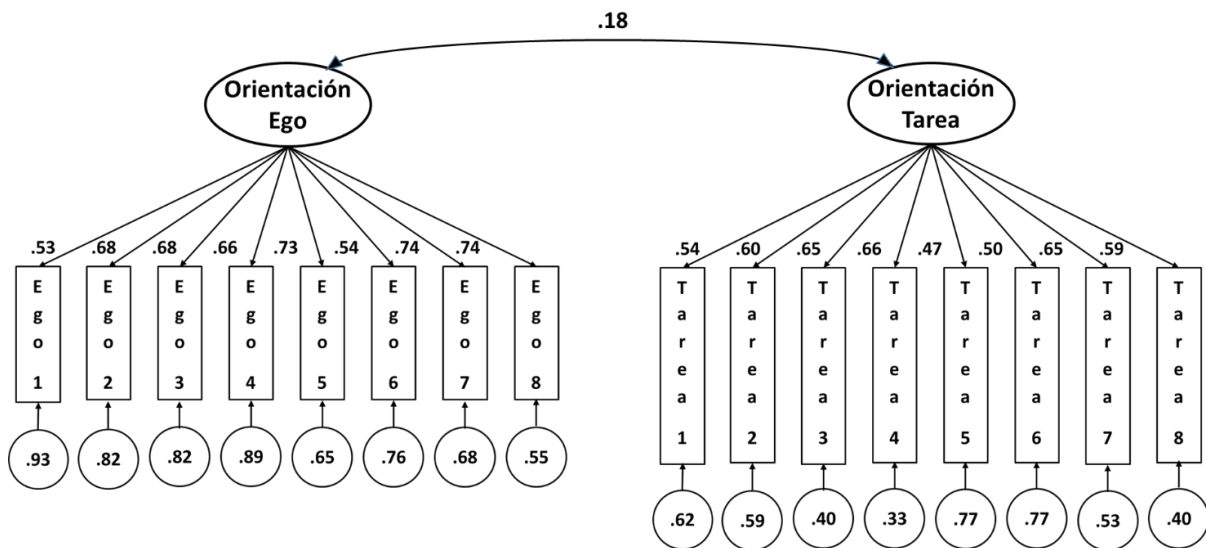 .18
Orientación
Ego
Orientación
Tarea
.53 .68 .68 .66 .73 .54 .74 .74
.54 .60 .65 .66 .47 .50 .65 .59
Ego 1
Ego 2
Ego 3
Ego 4
Ego 5
Ego 6
Ego 7
Ego 8
Tarea 1
Tarea 2
Tarea 3
Tarea 4
Tarea 5
Tarea 6
Tarea 7
Tarea 8
.93 .82 .82 .89 .65 .76 .68 .55
.62 .59 .40 .33 .77 .77 .53 .40